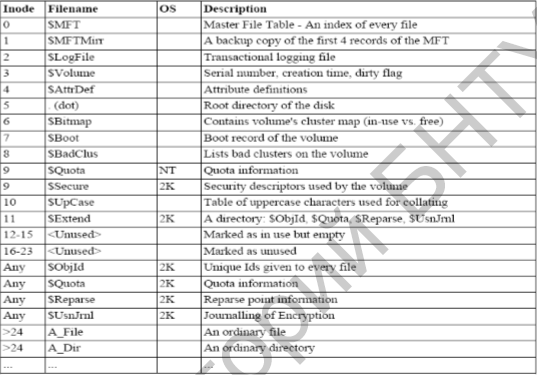 Inode Filename OS Description
0 $MFT Master File Table - An index of every file
1 $MFTMirr A backup copy of the first 4 records of the MFT
2 $LogFile Transactional logging file
3 $Volume Serial number, creation time, dirty flag
4 $AttrDef Attribute definitions
5 . (dot) Root directory of the disk
6 $Bitmap Contains volume's cluster map (in-use vs. free)
7 $Boot Boot record of the volume
8 $BadClus Lists bad clusters on the volume
9 $Quota NT Quota information
9 $Secure 2K Security descriptors used by the volume
10 $UpCase Table of uppercase characters used for collating
11 $Extend 2K A directory: $ObjId, $Quota, $Reparse, $UsnJrnl
12-15 <Unused> Marked as in use but empty
16-23 <Unused> Marked as unused
Any $ObjId 2K Unique Ids given to every file
Any $Quota 2K Quota information
Any $Reparse 2K Reparse point information
Any $UsnJrnl 2K Journalling of Encryption
>24 A_File An ordinary file
>24 A_Dir An ordinary directory
... ... ...
торий БНТУ